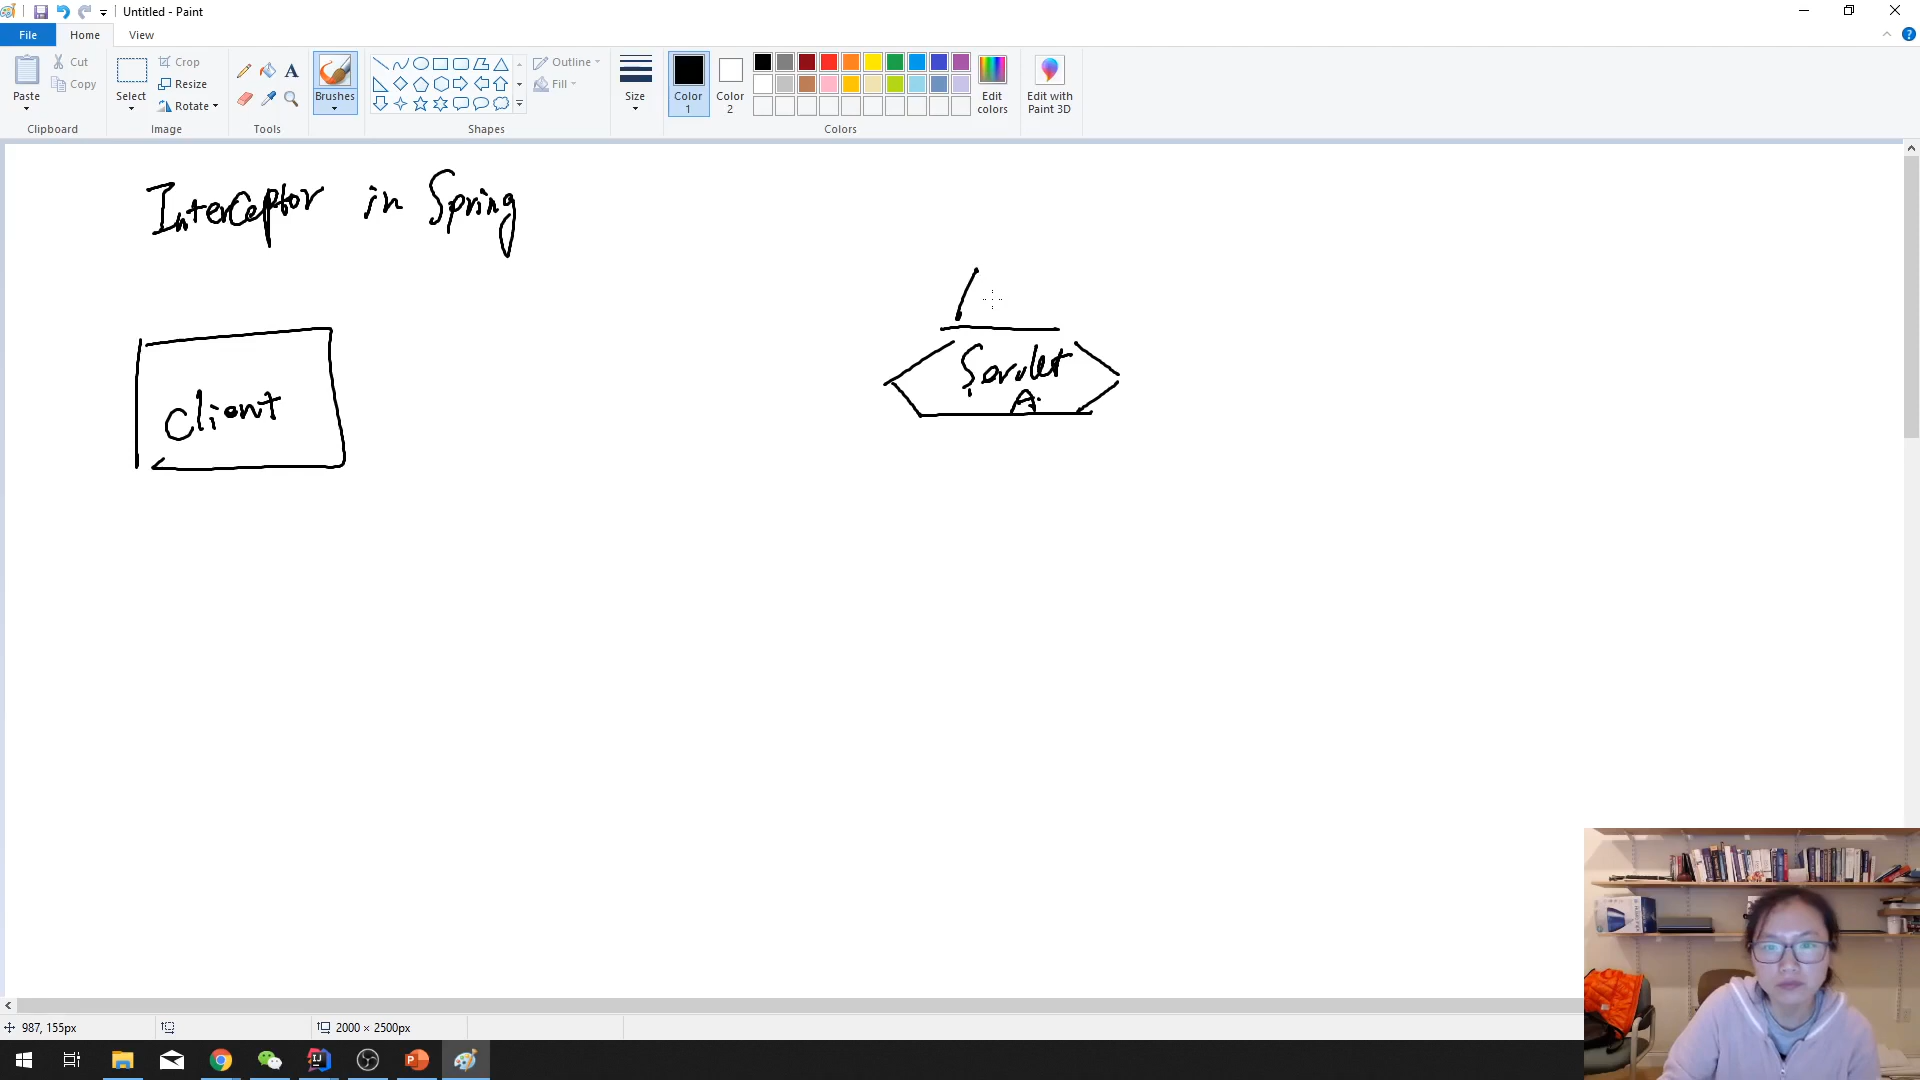 Untitled - Paint
File Home View
Paste
Cut
Copy
Clipboard
Select
Crop
Resize
Rotate
Image
Tools
Brushes
Shapes
Outline
Fill
Size
Color 1
Color 2
Colors
Edit colors
Edit with Paint 3D
Interceptor in Spring
/
Servlet
A
Client
987, 155px
2000 × 2500px